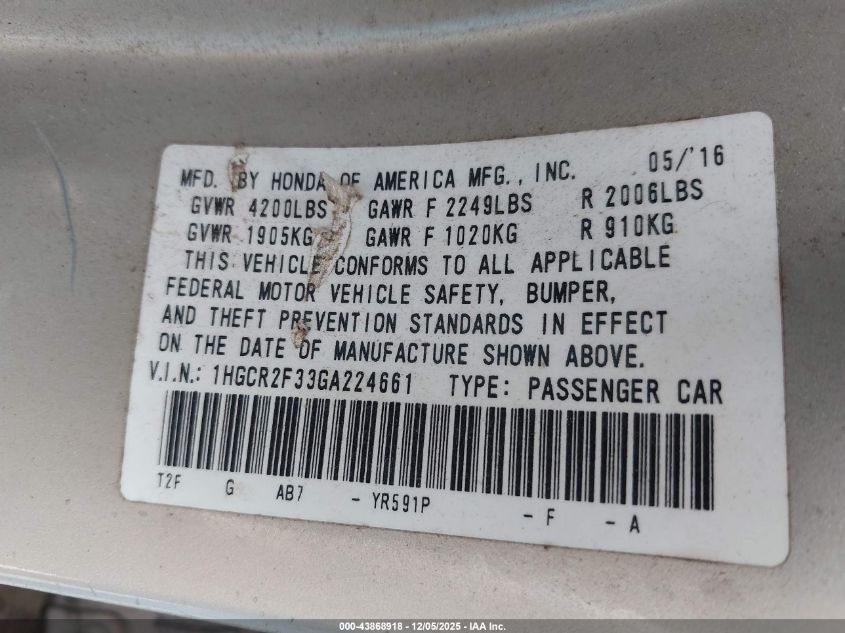 MFD. BY HONDA OF AMERICA MFG., INC. 05/'16
GVWR 4200LBS GAWR F 2249LBS R 2006LBS
GVWR 1905KG GAWR F 1020KG R 910KG
THIS VEHICLE CONFORMS TO ALL APPLICABLE
FEDERAL MOTOR VEHICLE SAFETY, BUMPER,
AND THEFT PREVENTION STANDARDS IN EFFECT
ON THE DATE OF MANUFACTURE SHOWN ABOVE.
V.I.N.: 1HGCR2F33GA224661 TYPE: PASSENGER CAR
T2F G AB7 - YR591P - F - A
000-43868918 - 12/05/2025 - IAA Inc.